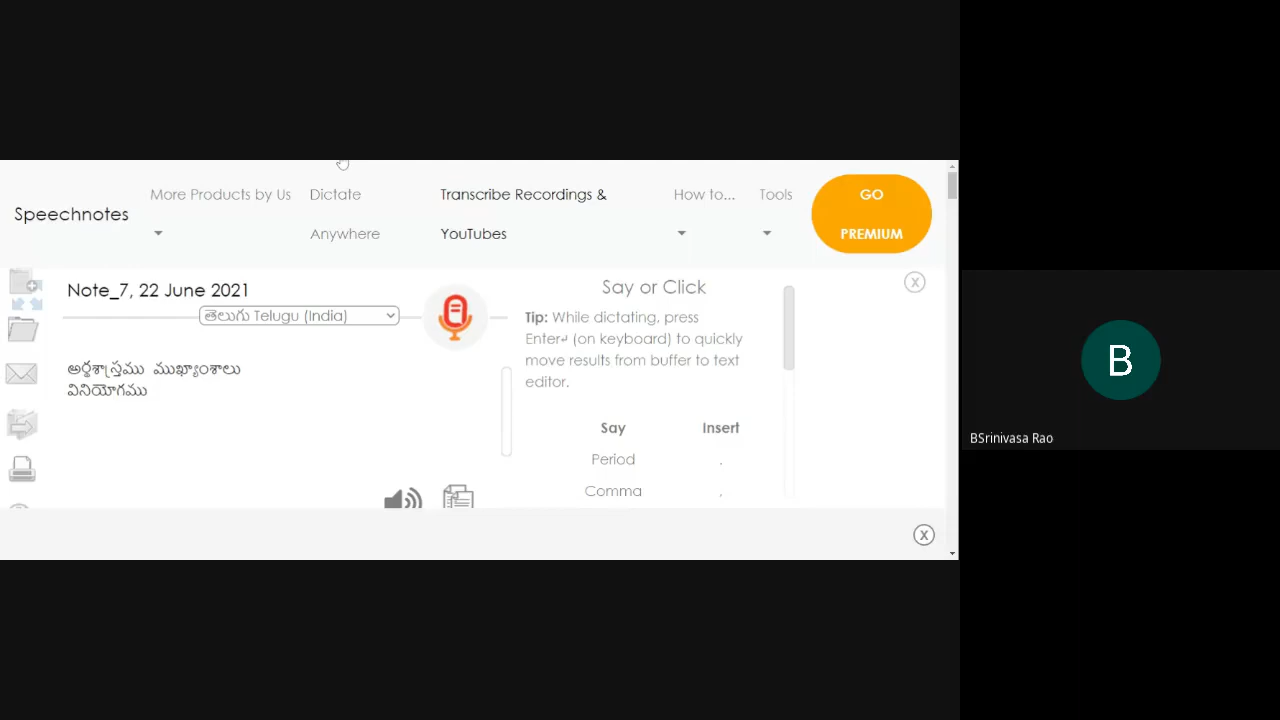 Speechnotes
More Products by Us
Dictate
Anywhere
Transcribe Recordings &
YouTubes
How to...
Tools
GO
PREMIUM
Note_7, 22 June 2021
తెలుగు Telugu (India)
అర్థశాస్త్రము ముఖ్యాంశాలు
వినియోగము
Say or Click
X
Tip: While dictating, press
Enter↵ (on keyboard) to quickly
move results from buffer to text
editor.
Say Insert
Period .
Comma ,
X
B
BSrinivasa Rao